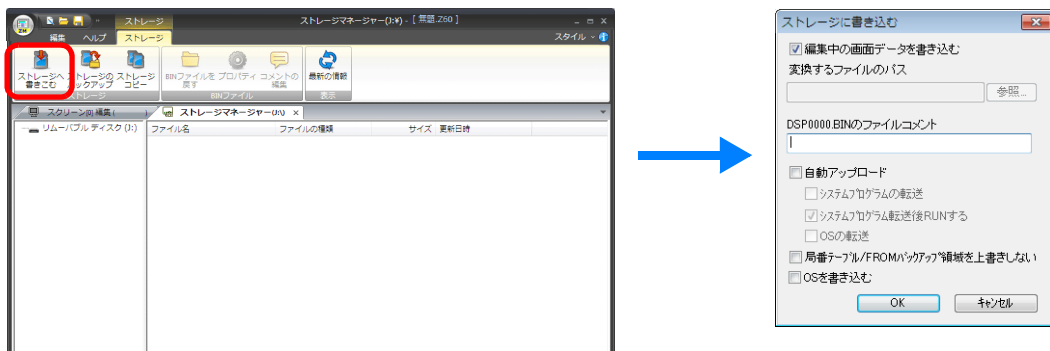 ZM
ストレージ
ストレージマネージャー(J:¥) - [ 無題.Z60 ]
編集 ヘルプ ストレージ
スタイル
ストレージへ 書きこむ
ストレージの バックアップ
ストレージ コピー
BINファイルを 戻す
プロパティ
コメントの 編集
最新の情報
ストレージ
BINファイル
表示
スクリーン[0] 編集 (
ストレージマネージャー(J:\) ×
リムーバブル ディスク (J:)
ファイル名 ファイルの種類 サイズ 更新日時
ストレージに書き込む
編集中の画面データを書き込む
変換するファイルのパス
参照...
DSP0000.BINのファイルコメント
自動アップロード
システムプログラムの転送
システムプログラム転送後RUNする
OSの転送
局番テーブル/FROMバックアップ領域を上書きしない
OSを書き込む
OK キャンセル